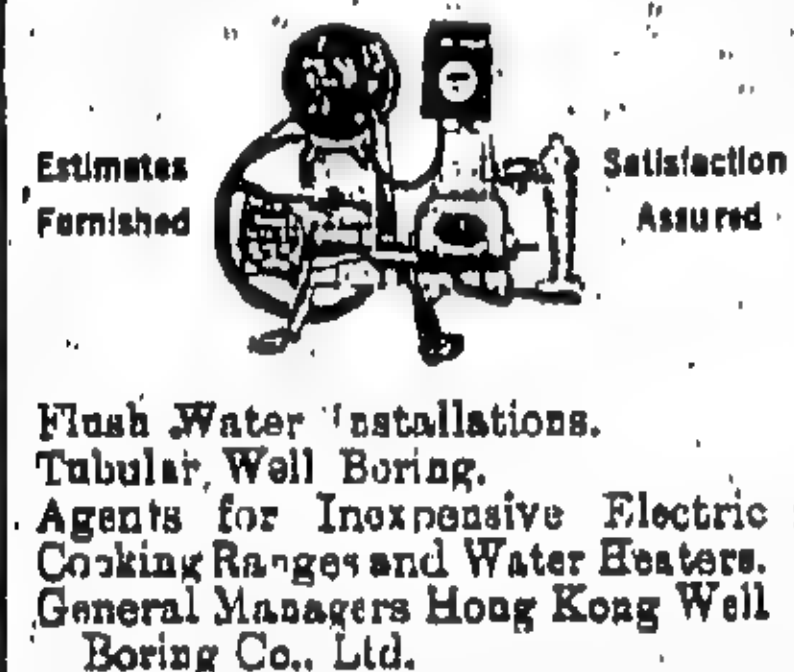 Estimates
Furnished
Satisfaction
Assured
Flush Water Installations.
Tubular Well Boring.
Agents for Inexpensive Electric
Cooking Ranges and Water Heaters.
General Managers Hong Kong Well
Boring Co., Ltd.